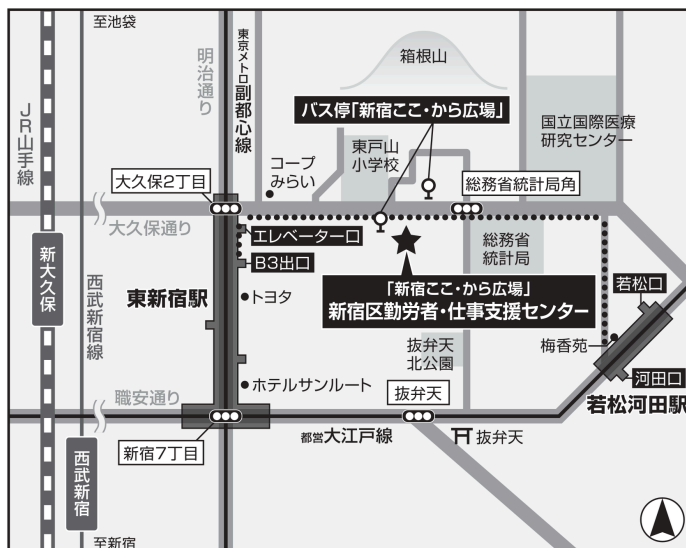 至池袋
JR山手線
新大久保
西武新宿線
西武新宿
至新宿
明治通り
東京メトロ副都心線
箱根山
バス停「新宿ここ・から広場」
国立国際医療
研究センター
東戸山
小学校
コープ
みらい
大久保2丁目
総務省統計局角
大久保通り
エレベーター口
B3出口
総務省
統計局
「新宿ここ・から広場」
新宿区勤労者・仕事支援センター
東新宿駅
トヨタ
若松口
抜弁天
北公園
梅香苑
河田口
若松河田駅
ホテルサンルート
抜弁天
職安通り
新宿7丁目
都営大江戸線
抜弁天